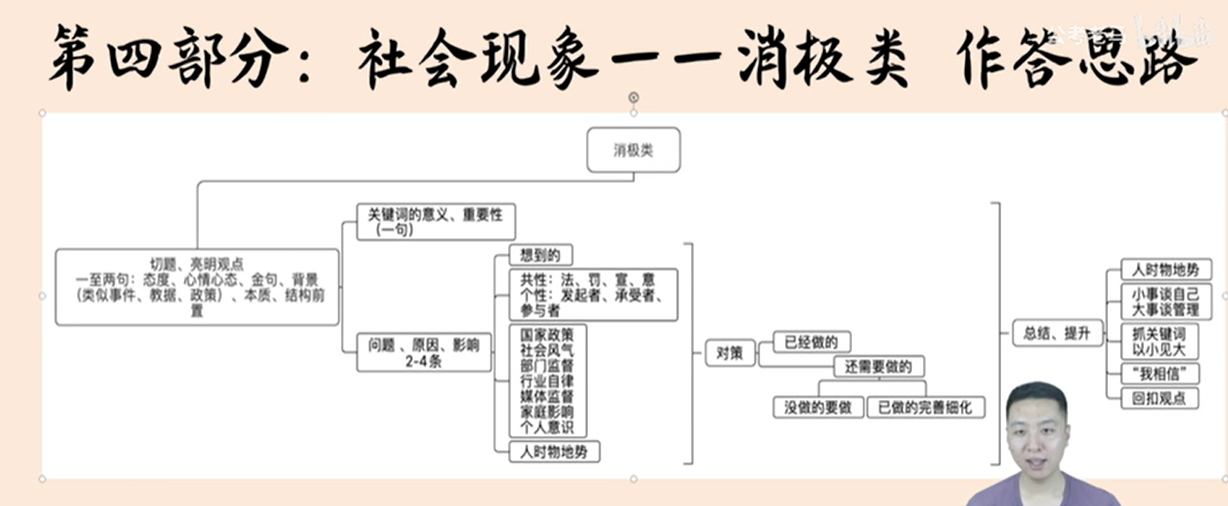 第四部分：社会现象——消极类 作答思路
公考老马
bilibili
消极类
切题、亮明观点
一至两句：态度、心情心态、金句、背景
（类似事件、数据、政策）、本质、结构前
置
关键词的意义、重要性
（一句）
问题 、原因、影响
2-4条
想到的
共性：法、罚、宣、意
个性：发起者、承受者、
参与者
国家政策
社会风气
部门监督
行业自律
媒体监督
家庭影响
个人意识
人时物地势
对策
已经做的
还需要做的
没做的要做
已做的完善细化
总结、提升
人时物地势
小事谈自己
大事谈管理
抓关键词
以小见大
“我相信”
回扣观点